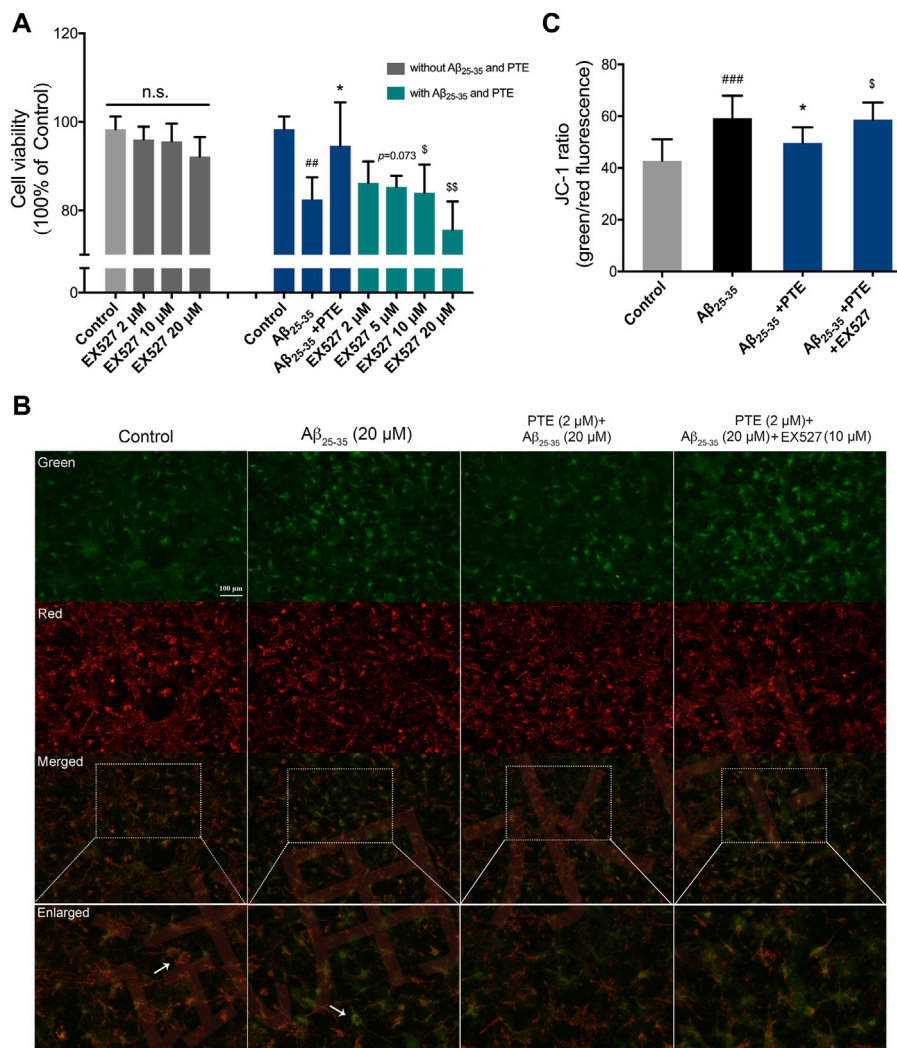 A
Cell viability
(100% of Control)
120
100
80
0
n.s.
without Aβ25-35 and PTE
with Aβ25-35 and PTE
##
*
p=0.073
$
$$
Control
EX527 2 μM
EX527 10 μM
EX527 20 μM
Control
Aβ25-35
Aβ25-35 +PTE
EX527 2 μM
EX527 5 μM
EX527 10 μM
EX527 20 μM
C
JC-1 ratio
(green/red fluorescence)
80
60
40
20
0
###
*
$
Control
Aβ25-35
Aβ25-35 +PTE
Aβ25-35 +PTE
+EX527
B
Control
Aβ25-35 (20 μM)
PTE (2 μM)+
Aβ25-35 (20 μM)
PTE (2 μM)+
Aβ25-35 (20 μM)+EX527(10 μM)
Green
100 μm
Red
Merged
Enlarged